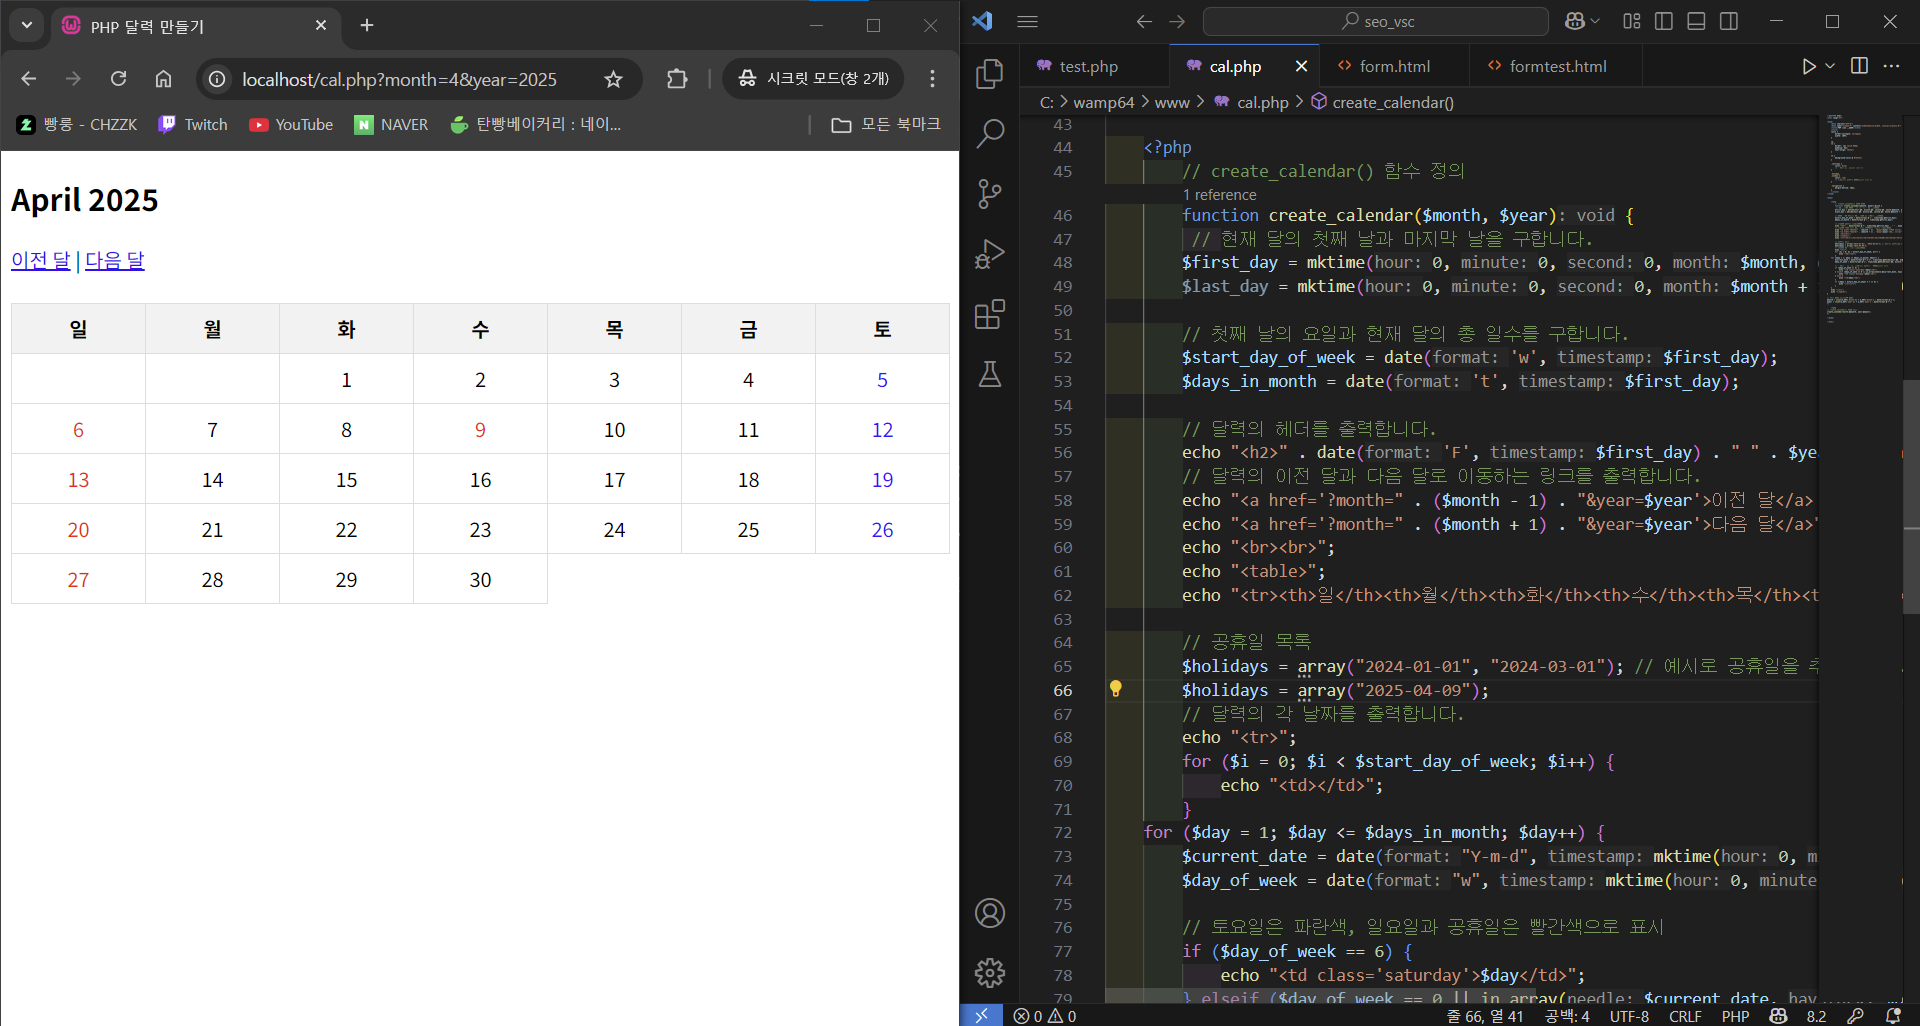 PHP 달력 만들기
localhost/cal.php?month=4&year=2025
시크릿 모드(창 2개)
빵룽 - CHZZK
Twitch
YouTube
NAVER
탄빵베이커리 : 네이...
모든 북마크
April 2025
이전 달 | 다음 달
일 월 화 수 목 금 토
1 2 3 4 5
6 7 8 9 10 11 12
13 14 15 16 17 18 19
20 21 22 23 24 25 26
27 28 29 30
seo_vsc
test.php
cal.php
form.html
formtest.html
C: > wamp64 > www > cal.php > create_calendar()
43
44 <?php
45 // create_calendar() 함수 정의
1 reference
46 function create_calendar($month, $year): void {
47 // 현재 달의 첫째 날과 마지막 날을 구합니다.
48 $first_day = mktime(hour: 0, minute: 0, second: 0, month: $month,
49 $last_day = mktime(hour: 0, minute: 0, second: 0, month: $month +
50
51 // 첫째 날의 요일과 현재 달의 총 일수를 구합니다.
52 $start_day_of_week = date(format: 'w', timestamp: $first_day);
53 $days_in_month = date(format: 't', timestamp: $first_day);
54
55 // 달력의 헤더를 출력합니다.
56 echo "<h2>" . date(format: 'F', timestamp: $first_day) . " " . $yea
57 // 달력의 이전 달과 다음 달로 이동하는 링크를 출력합니다.
58 echo "<a href='?month=" . ($month - 1) . "&year=$year'>이전 달</a>
59 echo "<a href='?month=" . ($month + 1) . "&year=$year'>다음 달</a>"
60 echo "<br><br>";
61 echo "<table>";
62 echo "<tr><th>일</th><th>월</th><th>화</th><th>수</th><th>목</th><t
63
64 // 공휴일 목록
65 $holidays = array("2024-01-01", "2024-03-01"); // 예시로 공휴일을 추
66 $holidays = array("2025-04-09");
67 // 달력의 각 날짜를 출력합니다.
68 echo "<tr>";
69 for ($i = 0; $i < $start_day_of_week; $i++) {
70 echo "<td></td>";
71 }
72 for ($day = 1; $day <= $days_in_month; $day++) {
73 $current_date = date(format: "Y-m-d", timestamp: mktime(hour: 0, m
74 $day_of_week = date(format: "w", timestamp: mktime(hour: 0, minute
75
76 // 토요일은 파란색, 일요일과 공휴일은 빨간색으로 표시
77 if ($day_of_week == 6) {
78 echo "<td class='saturday'>$day</td>";
79 } elseif ($day_of_week == 0 || in_array(needle: $current_date, hay
0 0
줄 66, 열 41
공백: 4
UTF-8
CRLF
PHP
8.2